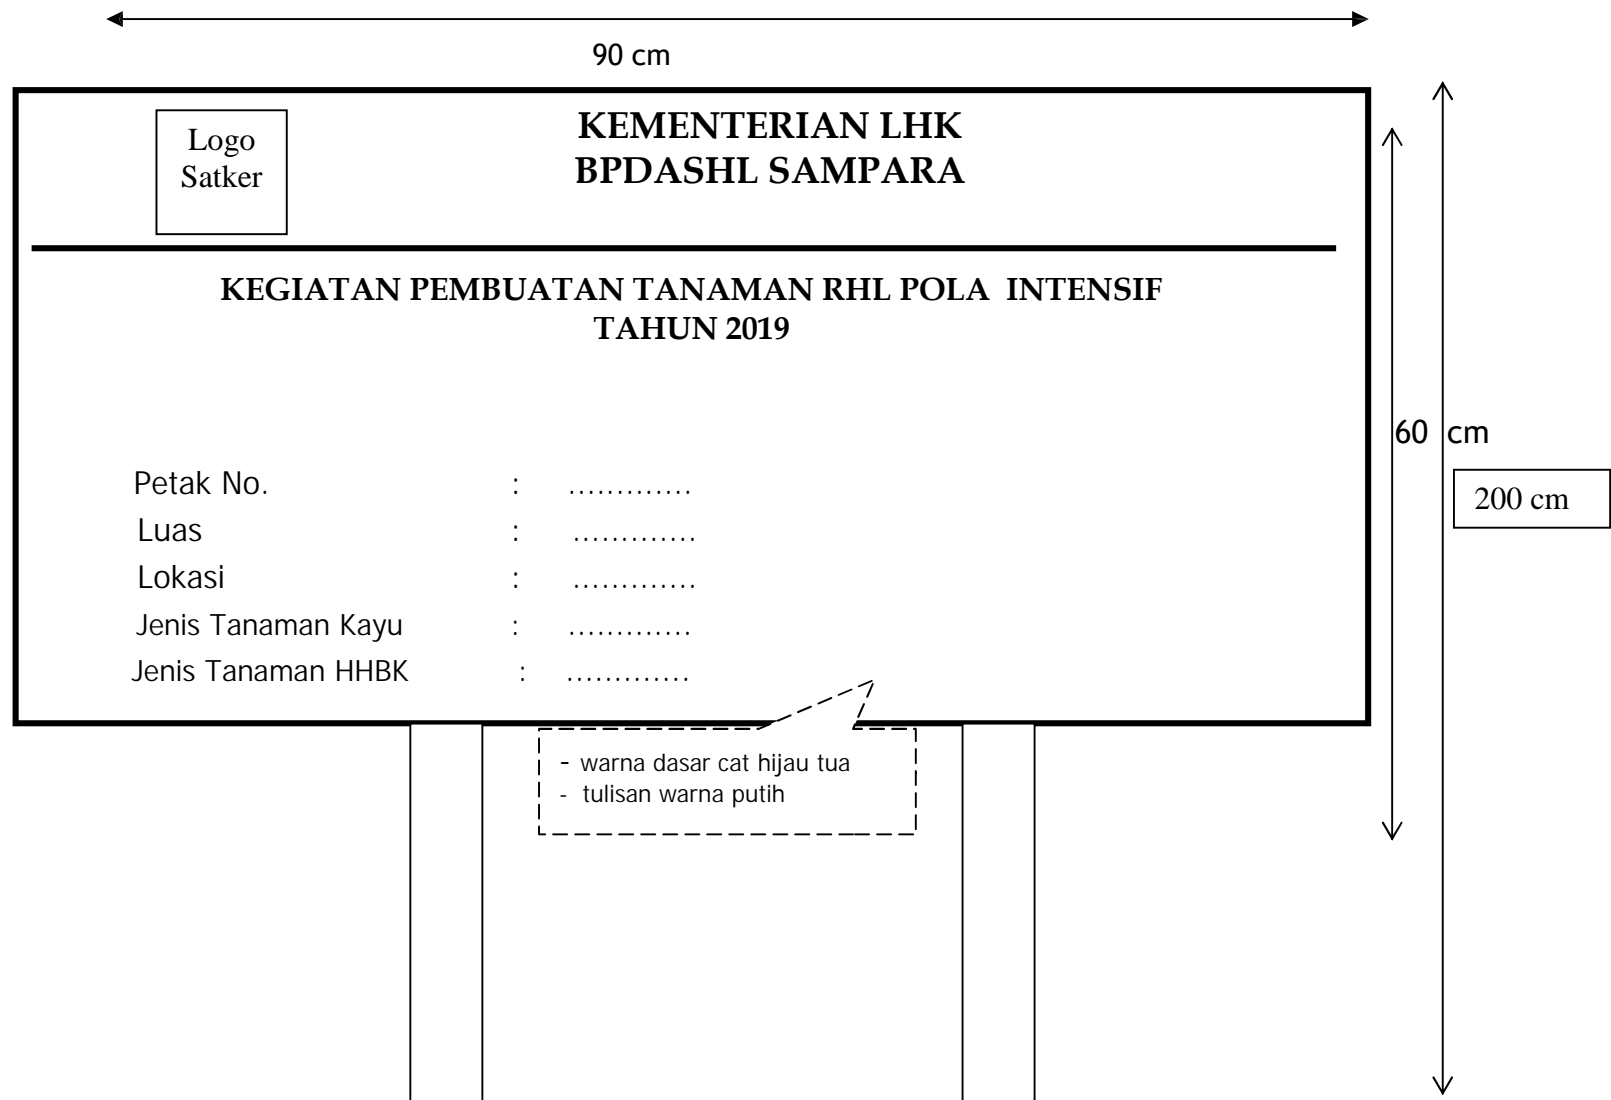 90 cm
Logo
Satker
KEMENTERIAN LHK
BPDASHL SAMPARA
KEGIATAN PEMBUATAN TANAMAN RHL POLA  INTENSIF
TAHUN 2019
60 cm
200 cm
Petak No. : .............
Luas : .............
Lokasi : .............
Jenis Tanaman Kayu : .............
Jenis Tanaman HHBK : .............
- warna dasar cat hijau tua
- tulisan warna putih